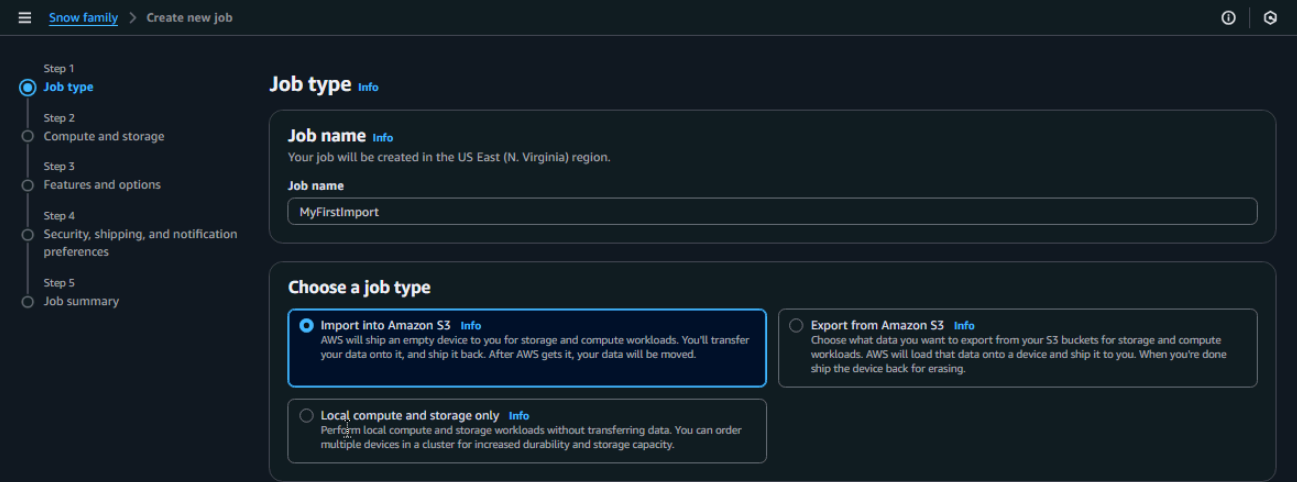 Snow family > Create new job
Step 1
Job type
Step 2
Compute and storage
Step 3
Features and options
Step 4
Security, shipping, and notification
preferences
Step 5
Job summary
Job type Info
Job name Info
Your job will be created in the US East (N. Virginia) region.
Job name
MyFirstImport
Choose a job type
Import into Amazon S3 Info
AWS will ship an empty device to you for storage and compute workloads. You'll transfer
your data onto it, and ship it back. After AWS gets it, your data will be moved.
Export from Amazon S3 Info
Choose what data you want to export from your S3 buckets for storage and compute
workloads. AWS will load that data onto a device and ship it to you. When you're done
ship the device back for erasing.
Local compute and storage only Info
Perform local compute and storage workloads without transferring data. You can order
multiple devices in a cluster for increased durability and storage capacity.